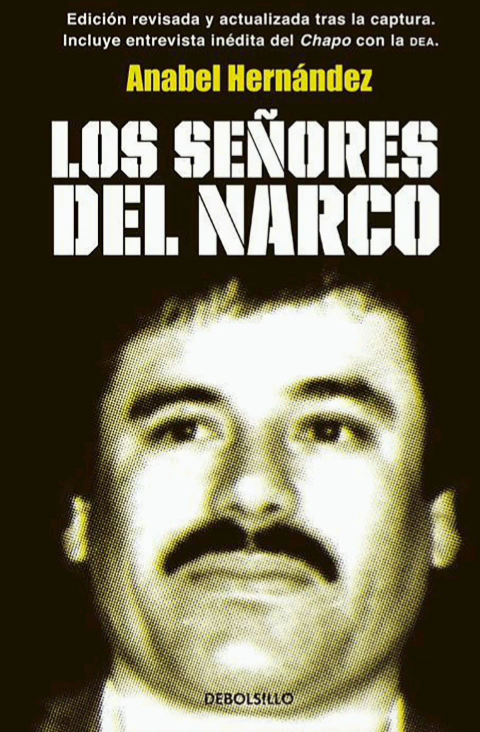 Edición revisada y actualizada tras la captura.
Incluye entrevista inédita del Chapo con la DEA.
Anabel Hernández
LOS SEÑORES
DEL NARCO
DEBOLSILLO